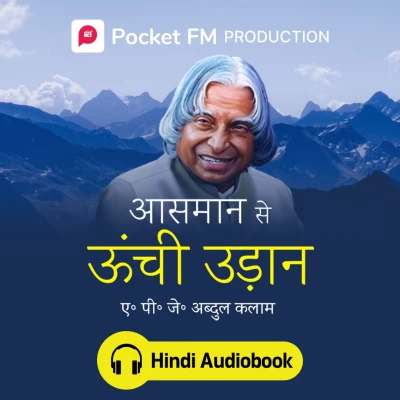 Pocket FM PRODUCTION
आसमान से
ऊंची उड़ान
ए॰ पी॰ जे॰ अब्दुल कलाम
Hindi Audiobook